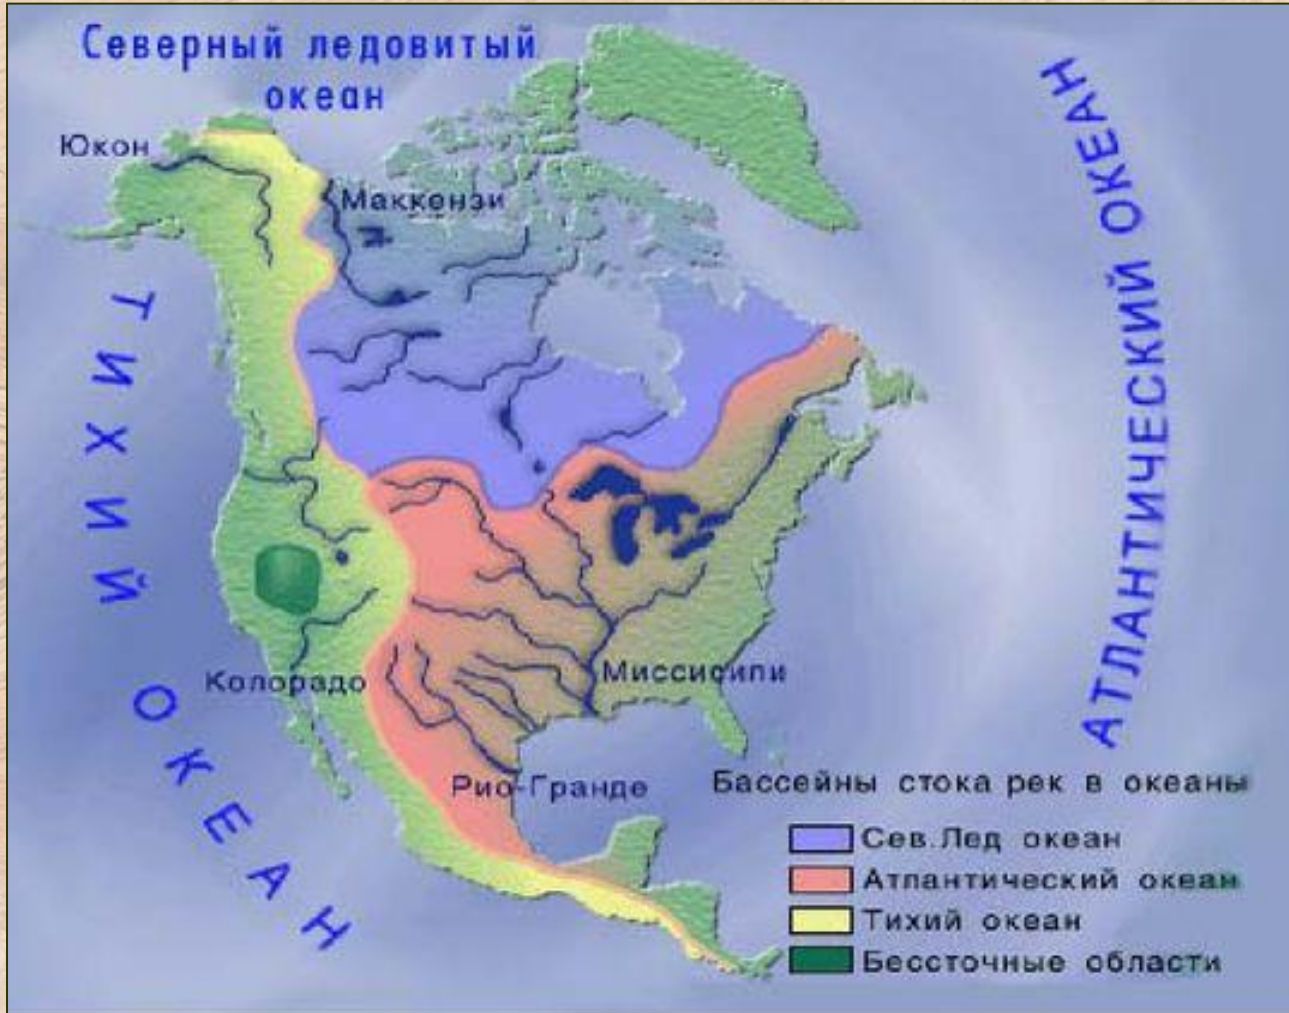 Северный ледовитый
океан
Юкон
Маккензи
ТИХИЙ ОКЕАН
АТЛАНТИЧЕСКИЙ ОКЕАН
Колорадо
Миссисипи
Рио-Гранде
Бассейны стока рек в океаны
Сев.Лед океан
Атлантический океан
Тихий океан
Бессточные области